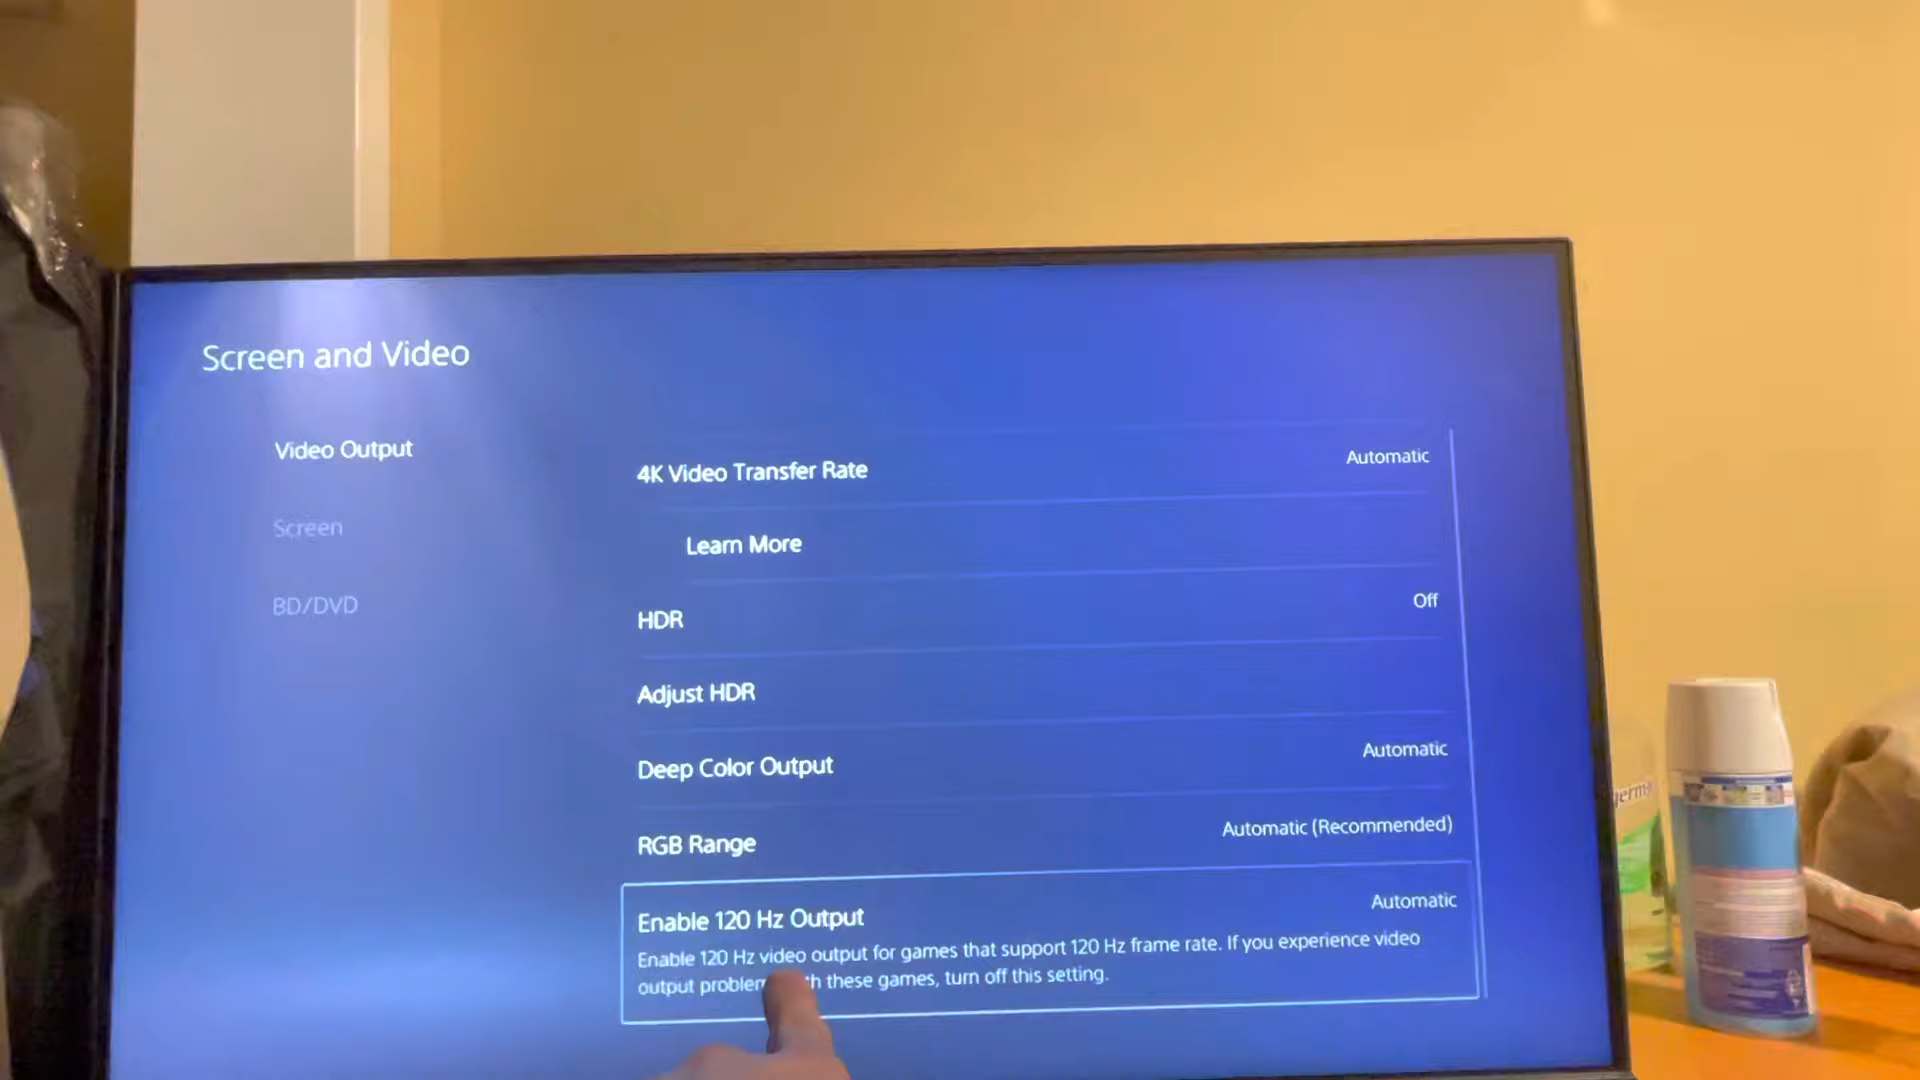 Screen and Video
Video Output
Screen
BD/DVD
4K Video Transfer Rate
Automatic
Learn More
HDR
Off
Adjust HDR
Deep Color Output
Automatic
RGB Range
Automatic (Recommended)
Enable 120 Hz Output
Automatic
Enable 120 Hz video output for games that support 120 Hz frame rate. If you experience video
output these games, turn off this setting.